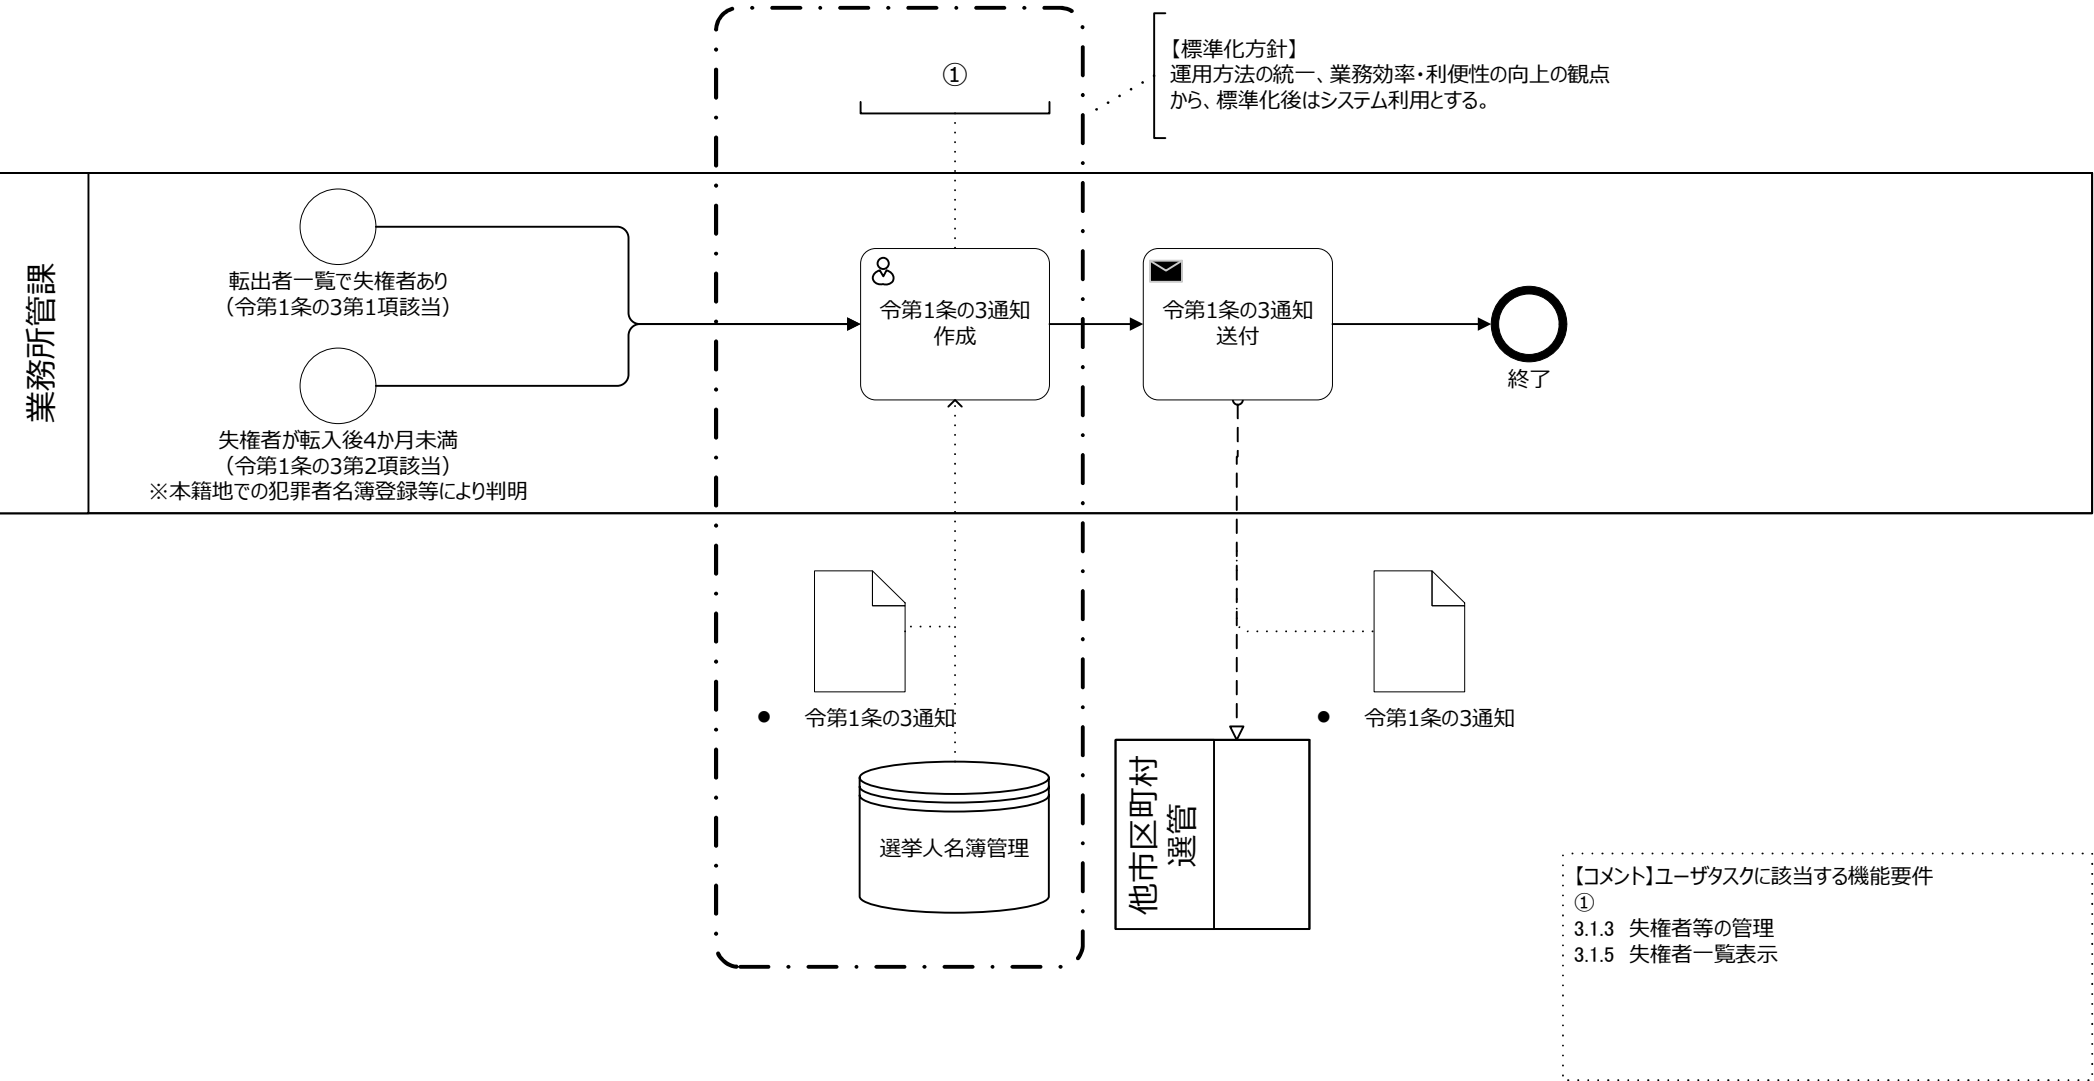 ①
【標準化方針】
運用方法の統一、業務効率・利便性の向上の観点
から、標準化後はシステム利用とする。
業務所管課
転出者一覧で失権者あり
（令第1条の3第1項該当）
失権者が転入後4か月未満
（令第1条の3第2項該当）
※本籍地での犯罪者名簿登録等により判明
令第1条の3通知
作成
令第1条の3通知
送付
終了
● 令第1条の3通知
● 令第1条の3通知
選挙人名簿管理
他市区町村
選管
【コメント】ユーザタスクに該当する機能要件
①
3.1.3 失権者等の管理
3.1.5 失権者一覧表示